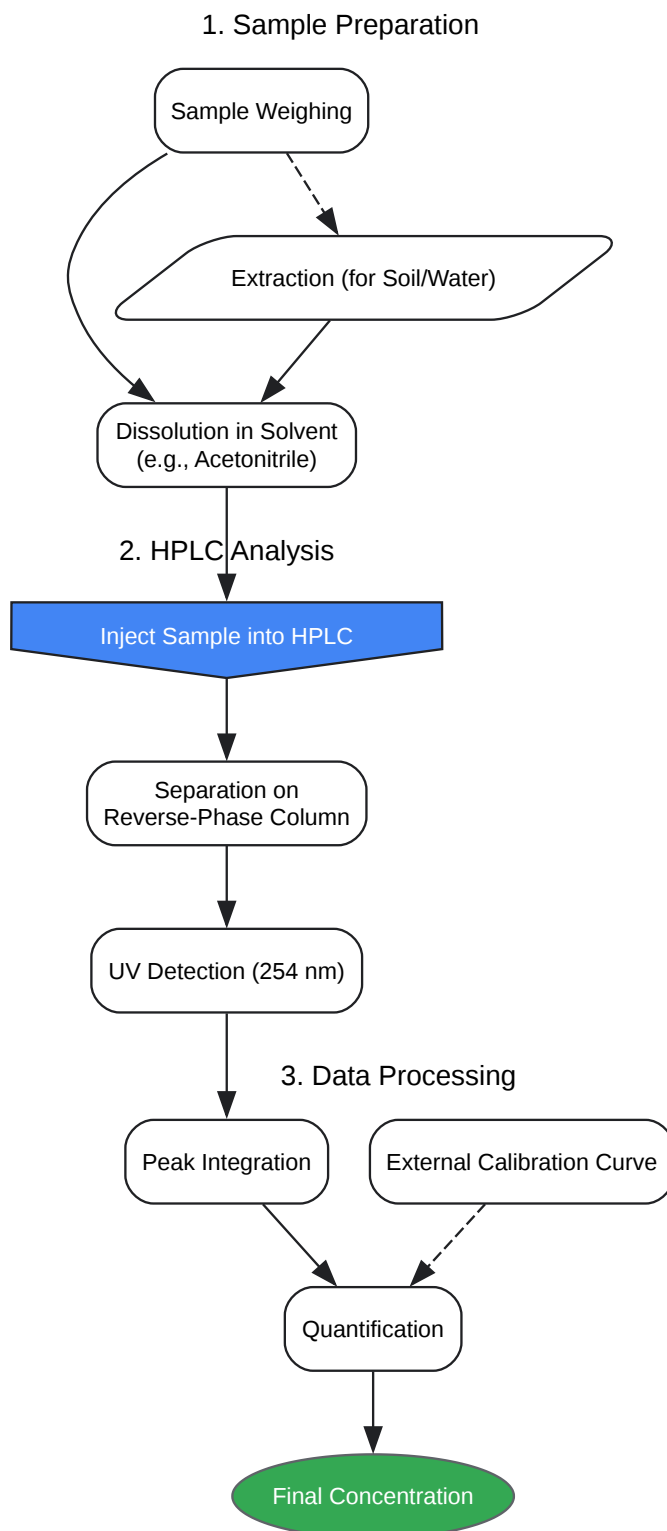 1. Sample Preparation
Sample Weighing
Extraction (for Soil/Water)
Dissolution in Solvent
(e.g., Acetonitrile)
2. HPLC Analysis
Inject Sample into HPLC
Separation on
Reverse-Phase Column
UV Detection (254 nm)
3. Data Processing
Peak Integration
External Calibration Curve
Quantification
Final Concentration